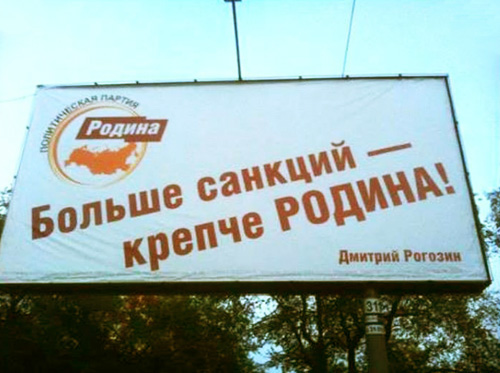 ПОЛИТИЧЕСКАЯ ПАРТИЯ
Родина
Больше санкций —
крепче РОДИНА!
Дмитрий Рогозин